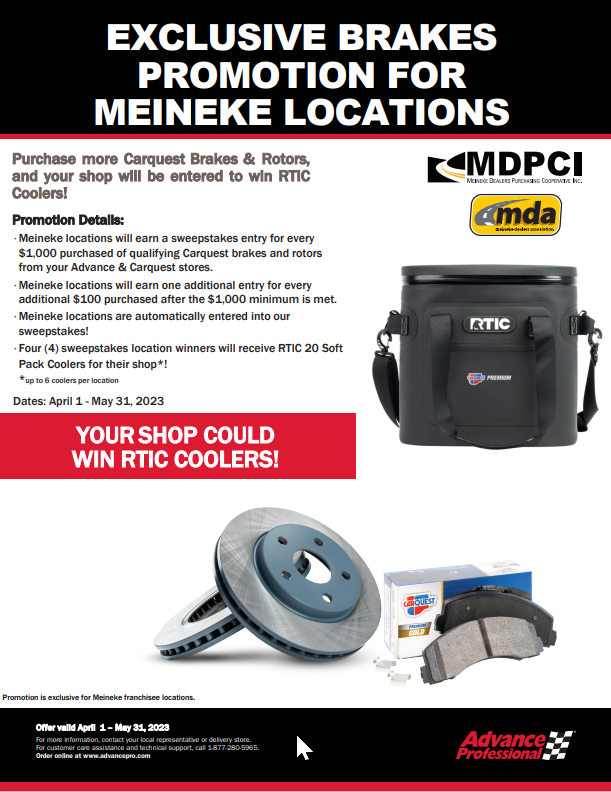 EXCLUSIVE BRAKES
PROMOTION FOR
MEINEKE LOCATIONS
Purchase more Carquest Brakes & Rotors,
and your shop will be entered to win RTIC
Coolers!
MDPCI
MEINEKE DEALERS PURCHASING COOPERATIVE INC.
mda
meineke dealers association
Promotion Details:
· Meineke locations will earn a sweepstakes entry for every
$1,000 purchased of qualifying Carquest brakes and rotors
from your Advance & Carquest stores.
· Meineke locations will earn one additional entry for every
additional $100 purchased after the $1,000 minimum is met.
· Meineke locations are automatically entered into our
sweepstakes!
· Four (4) sweepstakes location winners will receive RTIC 20 Soft
Pack Coolers for their shop*!
*up to 6 coolers per location
Dates: April 1 - May 31, 2023
RTIC
PREMIUM
YOUR SHOP COULD
WIN RTIC COOLERS!
CARQUEST
PREMIUM
GOLD
Promotion is exclusive for Meineke franchisee locations.
Offer valid April 1 – May 31, 2023
For more information, contact your local representative or delivery store.
For customer care assistance and technical support, call 1-877-280-5965.
Order online at www.advancepro.com
Advance
Professional